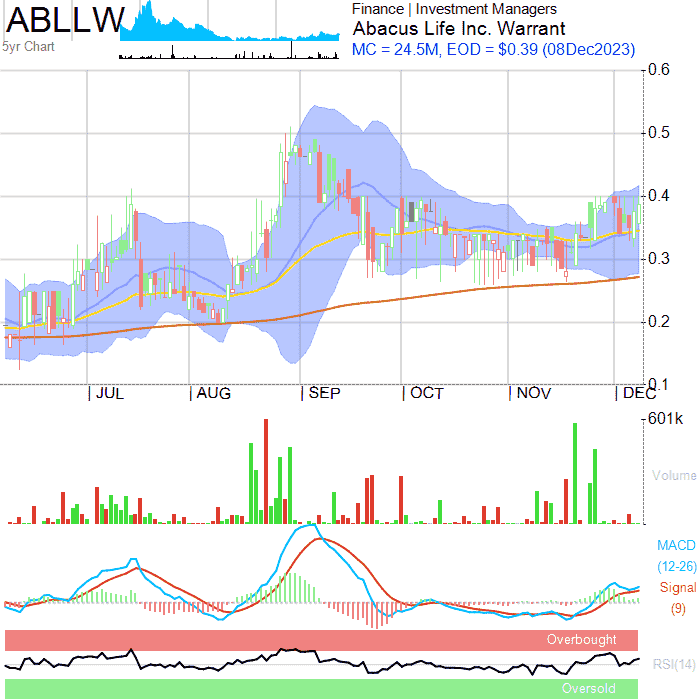 ABLLW
5yr Chart
Finance | Investment Managers
Abacus Life Inc. Warrant
MC = 24.5M, EOD = $0.39 (08Dec2023)
0.6
0.5
0.4
0.3
0.2
0.1
JUL AUG SEP OCT NOV DEC
601k
Volume
MACD
(12-26)
Signal
(9)
Overbought
RSI(14)
Oversold